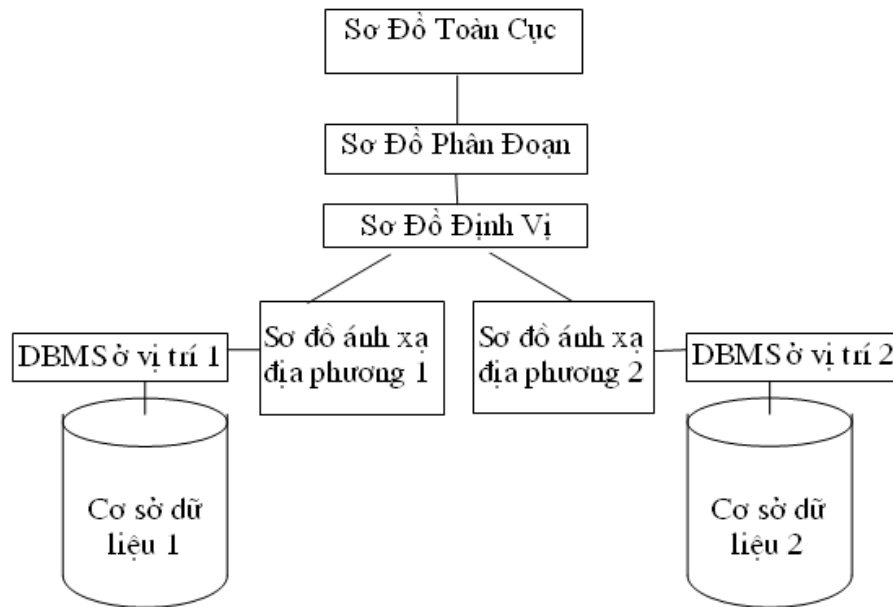 Sơ Đồ Toàn Cục
Sơ Đồ Phân Đoạn
Sơ Đồ Định Vị
Sơ đồ ánh xạ
địa phương 1
Sơ đồ ánh xạ
địa phương 2
DBMS ở vị trí 1
DBMS ở vị trí 2
Cơ sở dữ
liệu 1
Cơ sở dữ
liệu 2